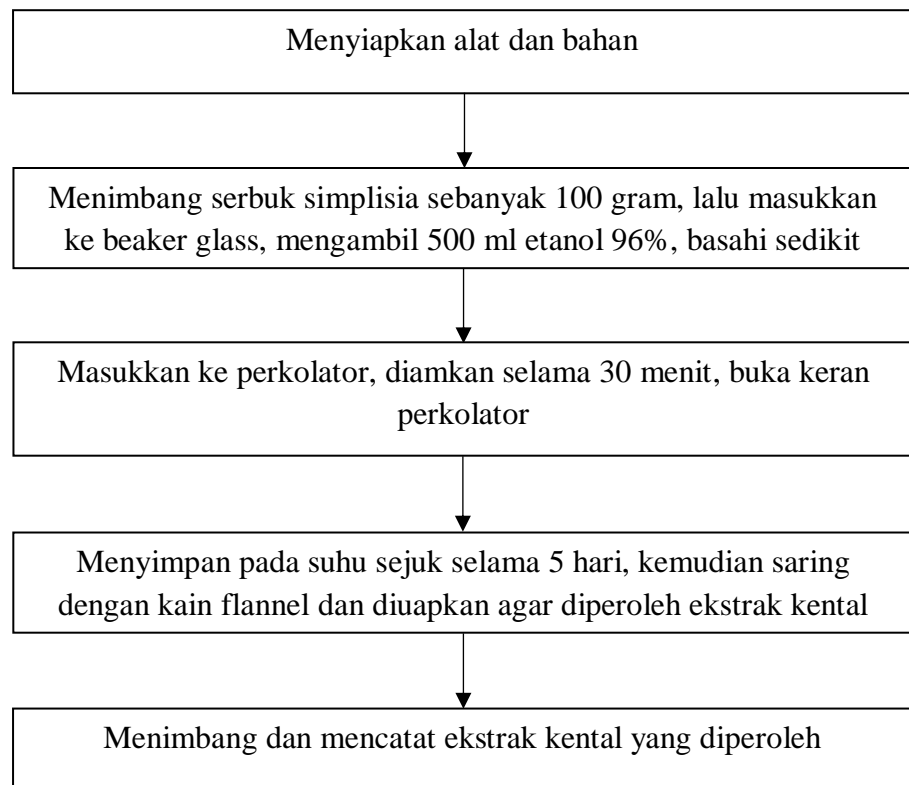 Menyiapkan alat dan bahan
Menimbang serbuk simplisia sebanyak 100 gram, lalu masukkan
ke beaker glass, mengambil 500 ml etanol 96%, basahi sedikit
Masukkan ke perkolator, diamkan selama 30 menit, buka keran
perkolator
Menyimpan pada suhu sejuk selama 5 hari, kemudian saring
dengan kain flannel dan diuapkan agar diperoleh ekstrak kental
Menimbang dan mencatat ekstrak kental yang diperoleh